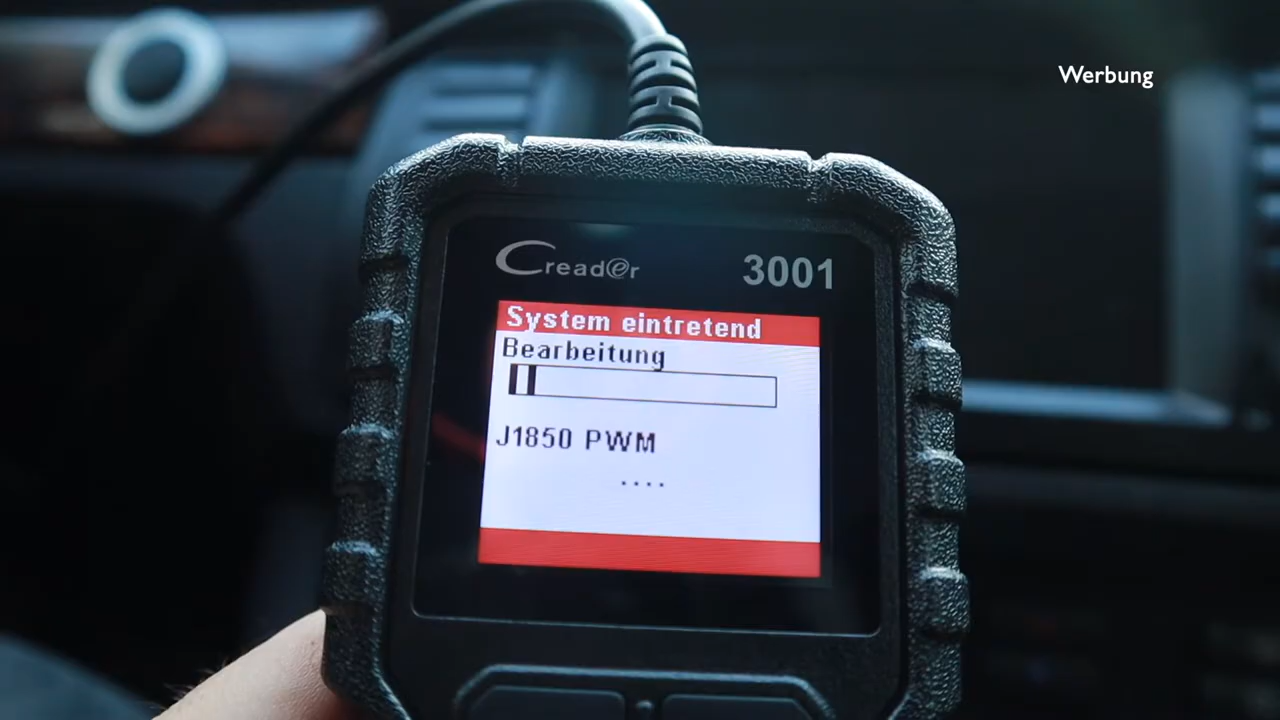 Werbung
Creader 3001
System eintretend
Bearbeitung
J1850 PWM
....